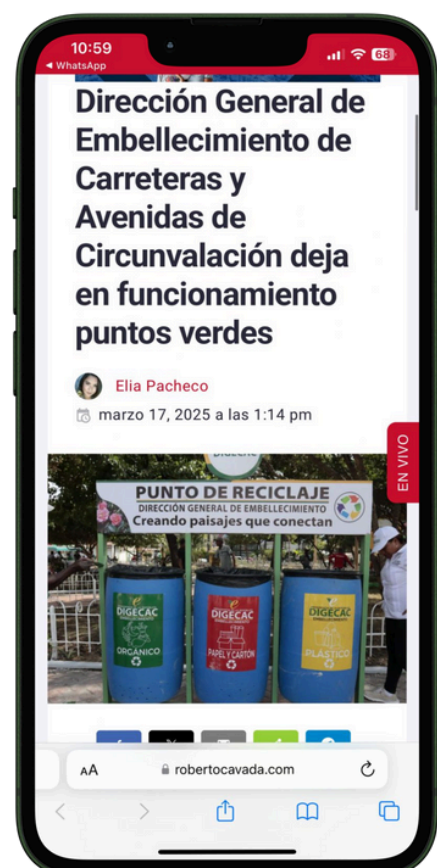 10:59
68
WhatsApp
Dirección General de
Embellecimiento de
Carreteras y
Avenidas de
Circunvalación deja
en funcionamiento
puntos verdes
Elia Pacheco
marzo 17, 2025 a las 1:14 pm
EN VIVO
PUNTO DE RECICLAJE
DIRECCIÓN GENERAL DE EMBELLECIMIENTO
Creando paisajes que conectan
DIGECAC
ORGÁNICO
DIGECAC
PAPEL Y CARTÓN
DIGECAC
PLÁSTICO
AA
robertocavada.com